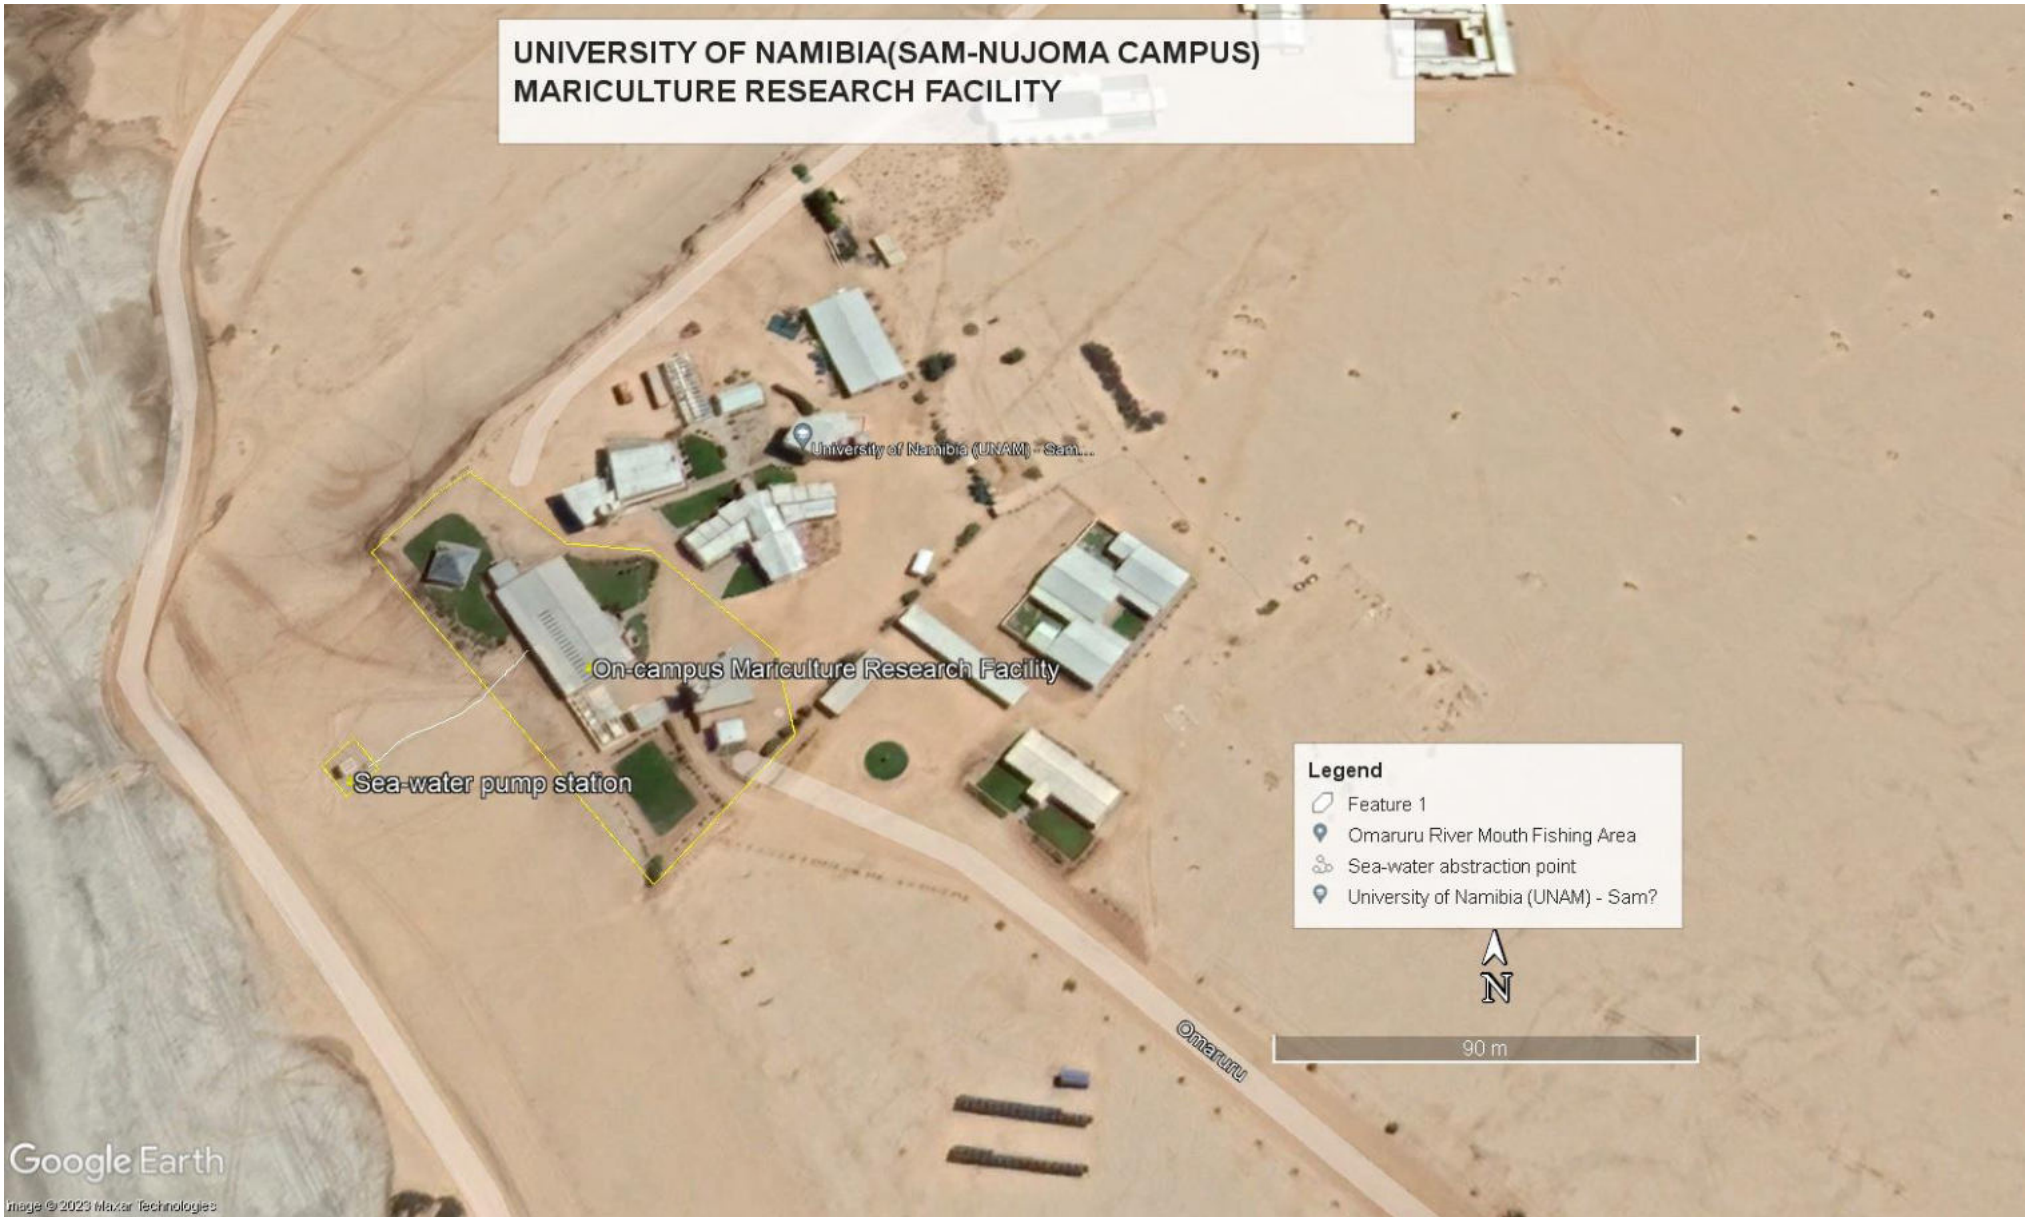 UNIVERSITY OF NAMIBIA(SAM-NUJOMA CAMPUS)
MARICULTURE RESEARCH FACILITY
University of Namibia (UNAM) - Sam...
On-campus Mariculture Research Facility
Sea-water pump station
Legend
Feature 1
Omaruru River Mouth Fishing Area
Sea-water abstraction point
University of Namibia (UNAM) - Sam?
N
90 m
Omaruru
Google Earth
Image © 2023 Maxar Technologies